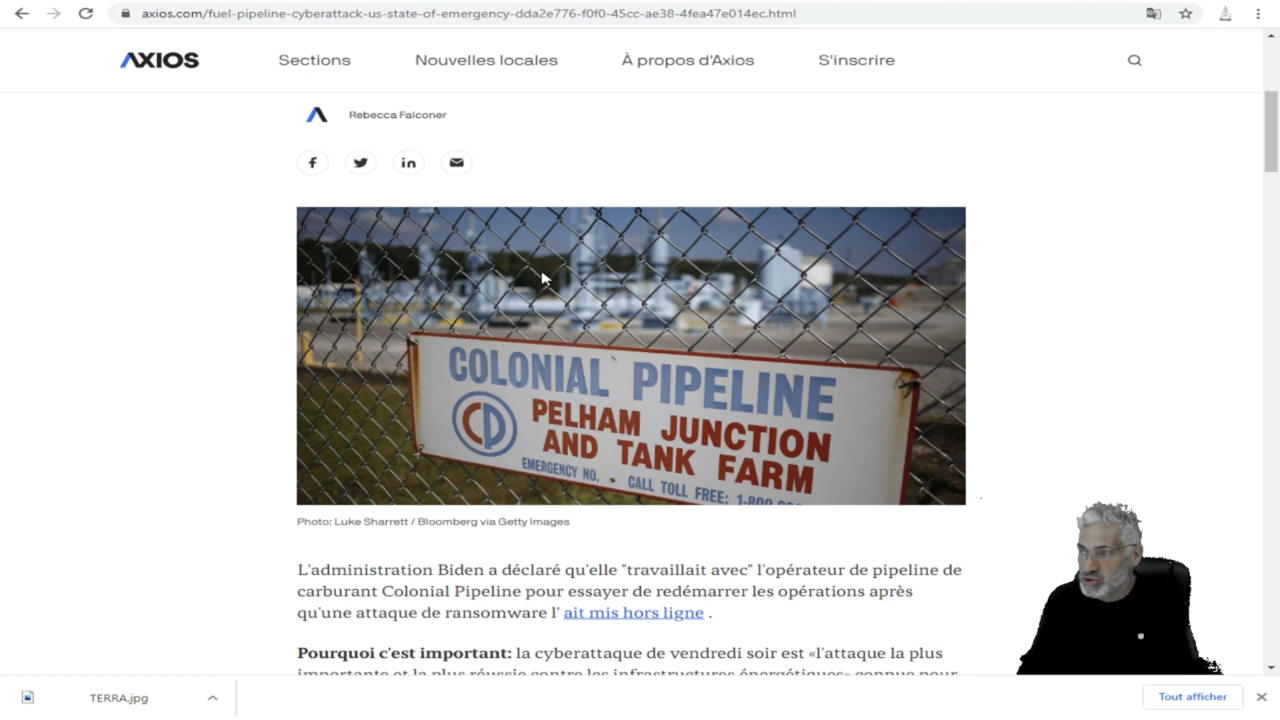 axios.com/fuel-pipeline-cyberattack-us-state-of-emergency-dda2e776-f0f0-45cc-ae38-4fea47e014ec.html
AXIOS Sections Nouvelles locales À propos d'Axios S'inscrire
Rebecca Falconer
COLONIAL PIPELINE
CP PELHAM JUNCTION
AND TANK FARM
EMERGENCY NO. CALL TOLL FREE: 1-800
Photo: Luke Sharrett / Bloomberg via Getty Images
L'administration Biden a déclaré qu'elle "travaillait avec" l'opérateur de pipeline de
carburant Colonial Pipeline pour essayer de redémarrer les opérations après
qu'une attaque de ransomware l' ait mis hors ligne .
Pourquoi c'est important: la cyberattaque de vendredi soir est «l'attaque la plus
importante et la plus réussie contre les infrastructures énergétiques» connue pour
TERRA.jpg Tout afficher